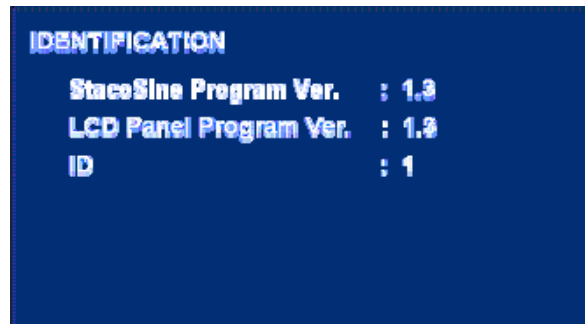 IDENTIFICATION
StacoSine Program Ver. : 1.3
LCD Panel Program Ver. : 1.3
ID : 1